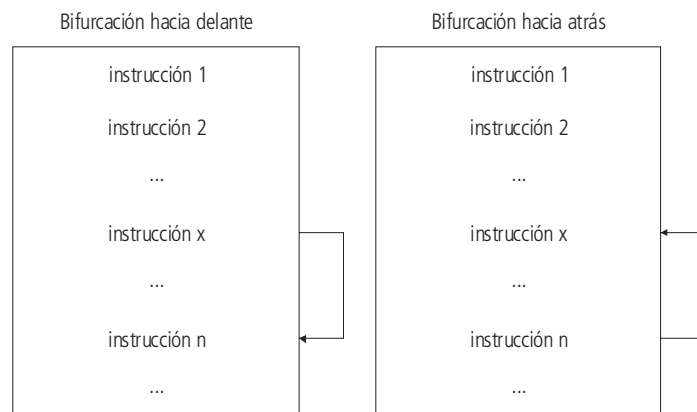 Bifurcación hacia delante
instrucción 1
instrucción 2
...
instrucción x
...
instrucción n
...
Bifurcación hacia atrás
instrucción 1
instrucción 2
...
instrucción x
...
instrucción n
...